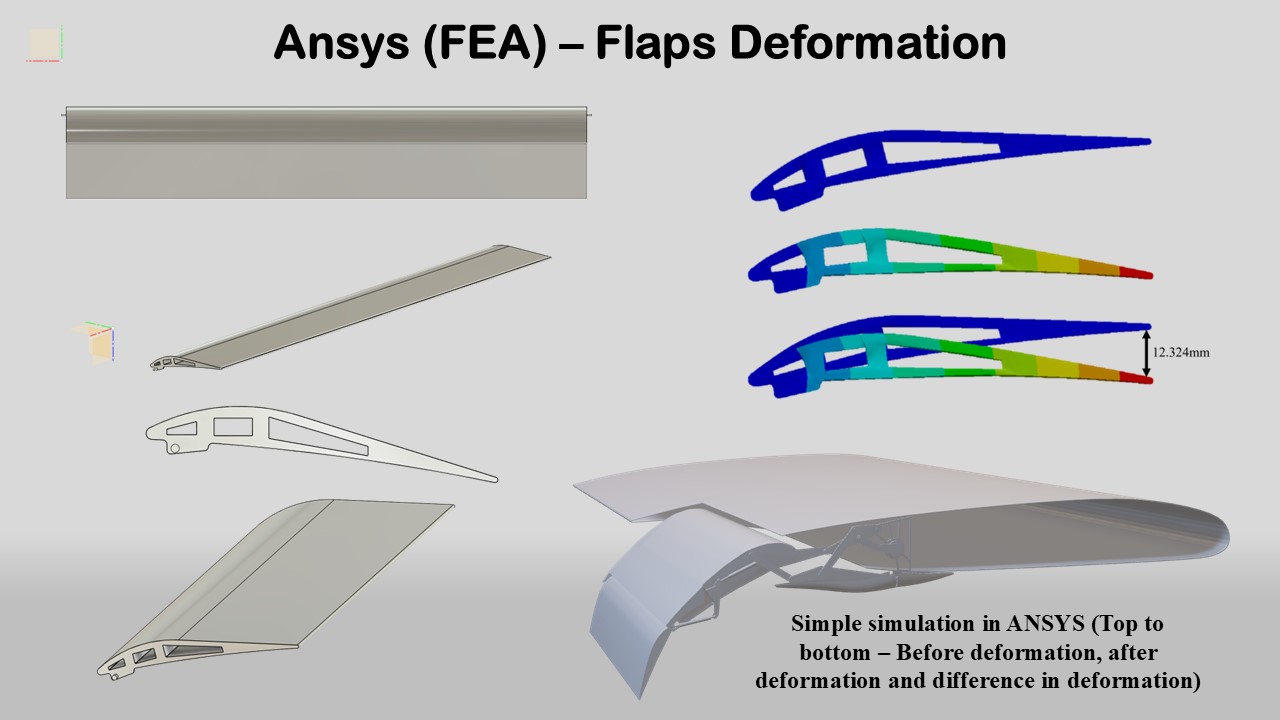 Ansys (FEA) – Flaps Deformation
12.324mm
Simple simulation in ANSYS (Top to
bottom – Before deformation, after
deformation and difference in deformation)